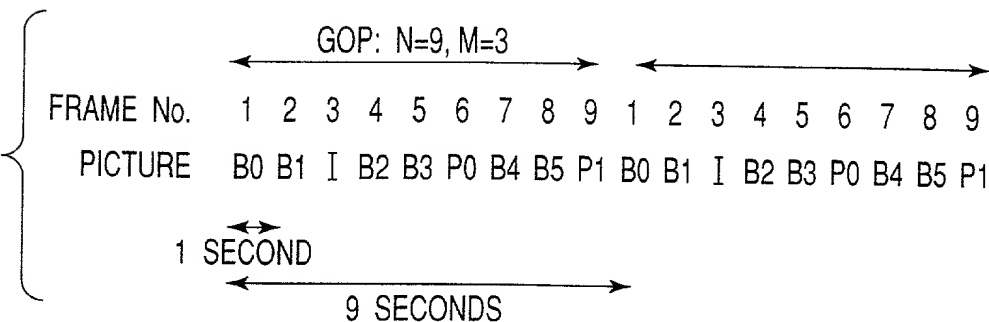 GOP: N=9, M=3
FRAME No. 1 2 3 4 5 6 7 8 9 1 2 3 4 5 6 7 8 9
PICTURE B0 B1 I B2 B3 P0 B4 B5 P1 B0 B1 I B2 B3 P0 B4 B5 P1
1 SECOND
9 SECONDS